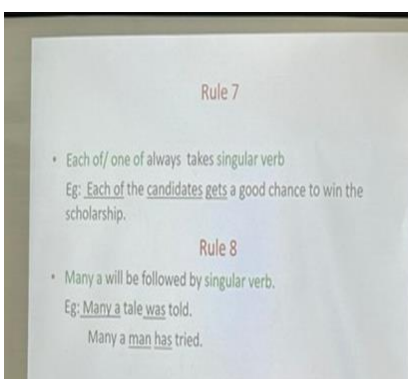 Rule 7
• Each of/ one of always takes singular verb
Eg: Each of the candidates gets a good chance to win the
scholarship.
Rule 8
• Many a will be followed by singular verb.
Eg: Many a tale was told.
Many a man has tried.